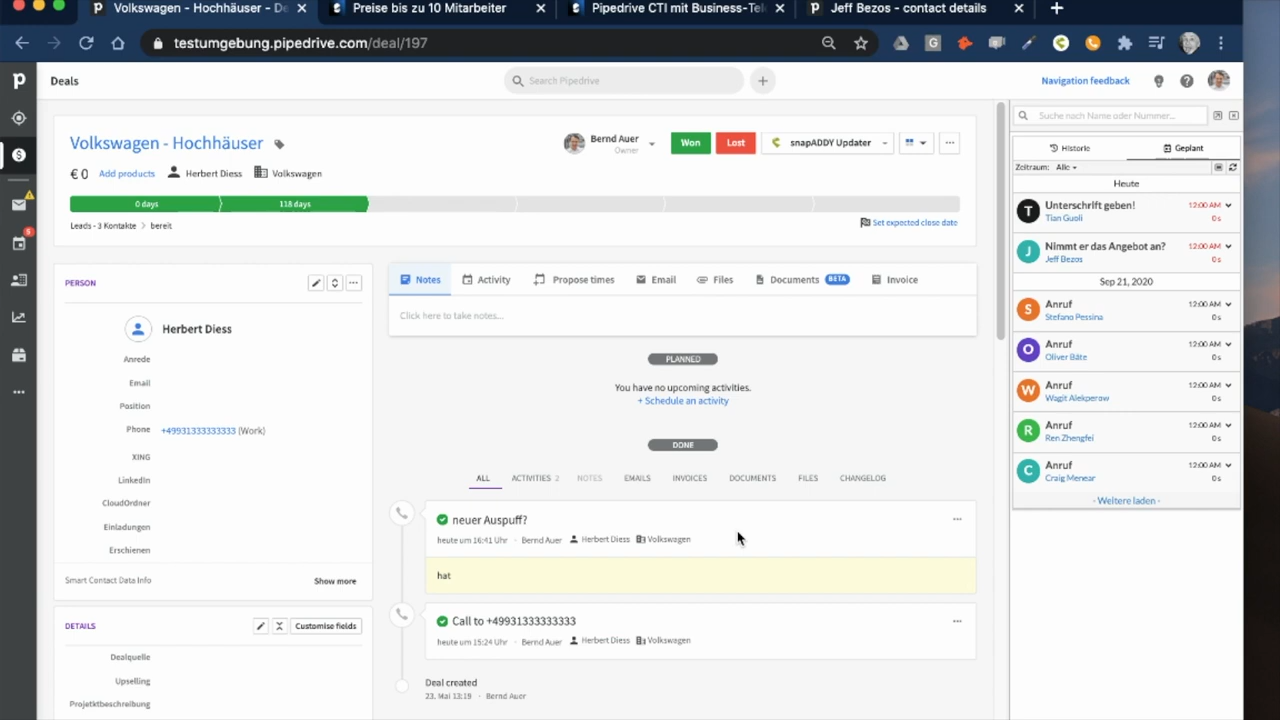 Volkswagen - Hochhäuser - De
Preise bis zu 10 Mitarbeiter
Pipedrive CTI mit Business-Tele
Jeff Bezos - contact details
testumgebung.pipedrive.com/deal/197
Deals
Search Pipedrive
Navigation feedback
Volkswagen - Hochhäuser
Bernd Auer
Owner
Won
Lost
snapADDY Updater
€ 0 Add products Herbert Diess Volkswagen
0 days
118 days
Leads - 3 Kontakte > bereit
Set expected close date
PERSON
Herbert Diess
Anrede
Email
Position
Phone +49931333333333 (Work)
XING
LinkedIn
CloudOrdner
Einladungen
Erschienen
Smart Contact Data Info Show more
DETAILS
Customise fields
Dealquelle
Upselling
Projektbeschreibung
Notes Activity Propose times Email Files Documents BETA Invoice
Click here to take notes...
PLANNED
You have no upcoming activities.
+ Schedule an activity
DONE
ALL ACTIVITIES 2 NOTES EMAILS INVOICES DOCUMENTS FILES CHANGELOG
neuer Auspuff?
heute um 16:41 Uhr · Bernd Auer Herbert Diess Volkswagen
hat
Call to +49931333333333
heute um 15:24 Uhr · Bernd Auer Herbert Diess Volkswagen
Deal created
23. Mai 13:19 · Bernd Auer
Suche nach Name oder Nummer...
Historie Geplant
Zeitraum: Alle
Heute
T Unterschrift geben! 12:00 AM
Tian Guoli 0 s
J Nimmt er das Angebot an? 12:00 AM
Jeff Bezos 0 s
Sep 21, 2020
S Anruf 12:00 AM
Stefano Pessina 0 s
O Anruf 12:00 AM
Oliver Bäte 0 s
W Anruf 12:00 AM
Wagit Alekperow 0 s
R Anruf 12:00 AM
Ren Zhengfei 0 s
C Anruf 12:00 AM
Craig Menear 0 s
- Weitere laden -